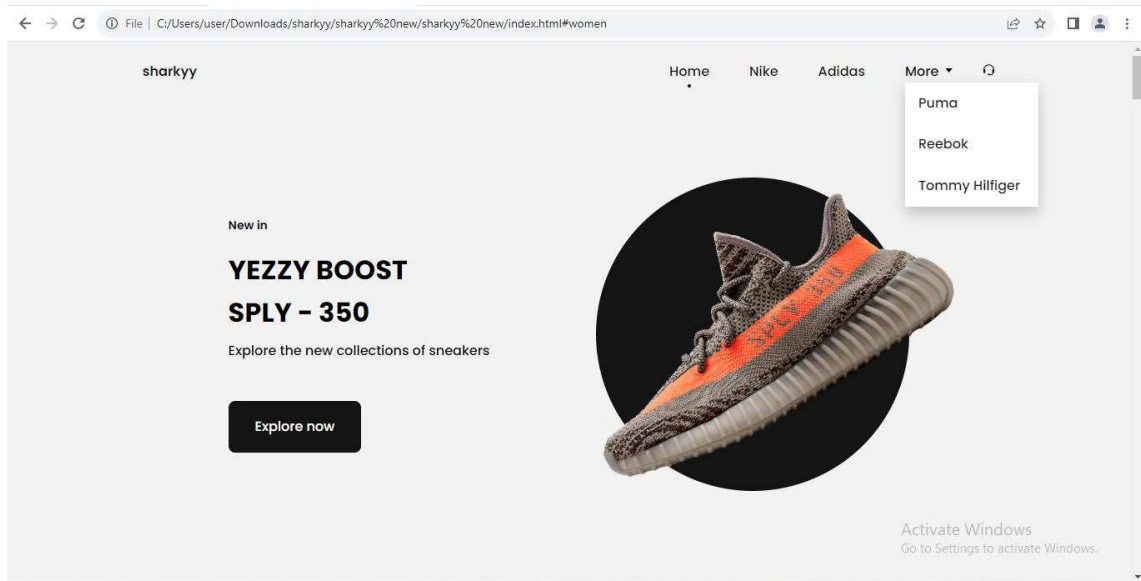 File | C:/Users/user/Downloads/sharkyy/sharkyy%20new/sharkyy%20new/index.html#women
sharkyy Home Nike Adidas More
Puma
Reebok
Tommy Hilfiger
New in
YEZZY BOOST
SPLY - 350
Explore the new collections of sneakers
Explore now
SPLY 350
Activate Windows
Go to Settings to activate Windows.